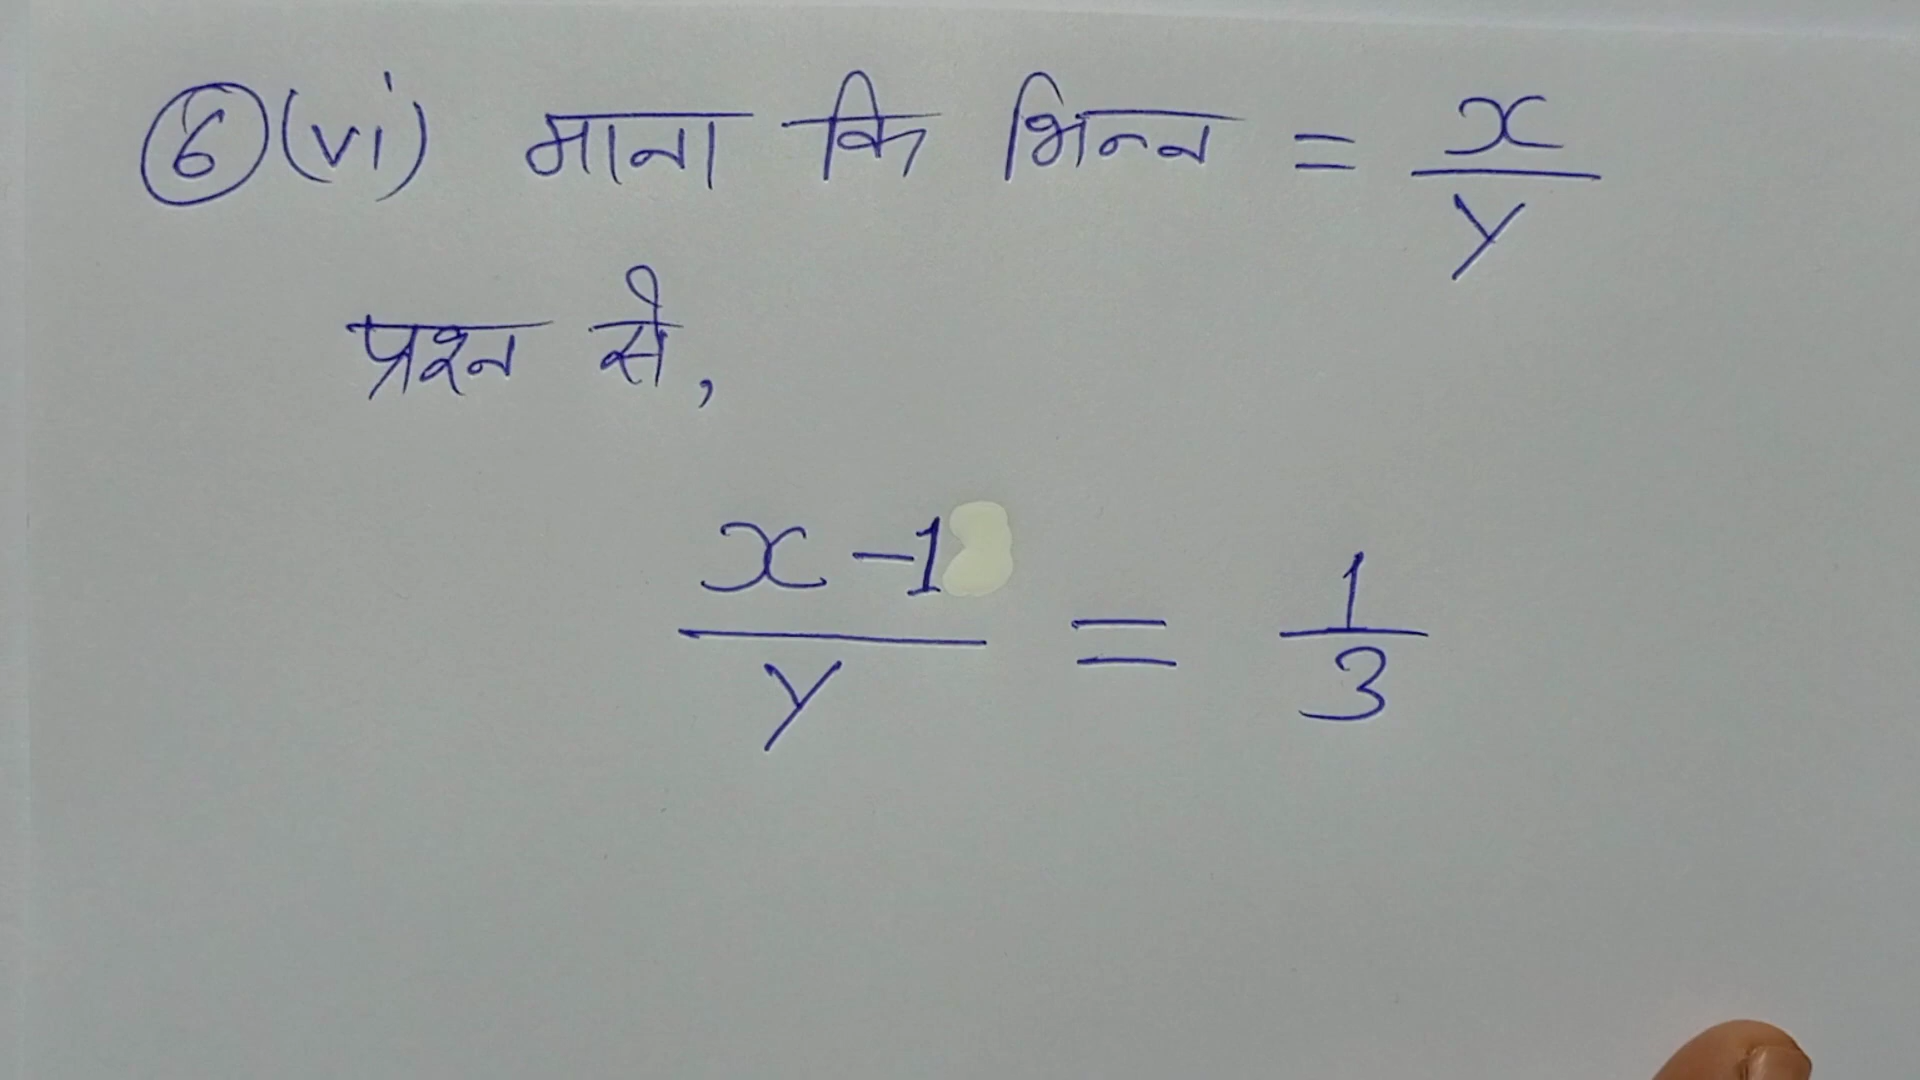 6 (vi) माना कि भिन्न = x/y
प्रश्न से,
x-1/y = 1/3